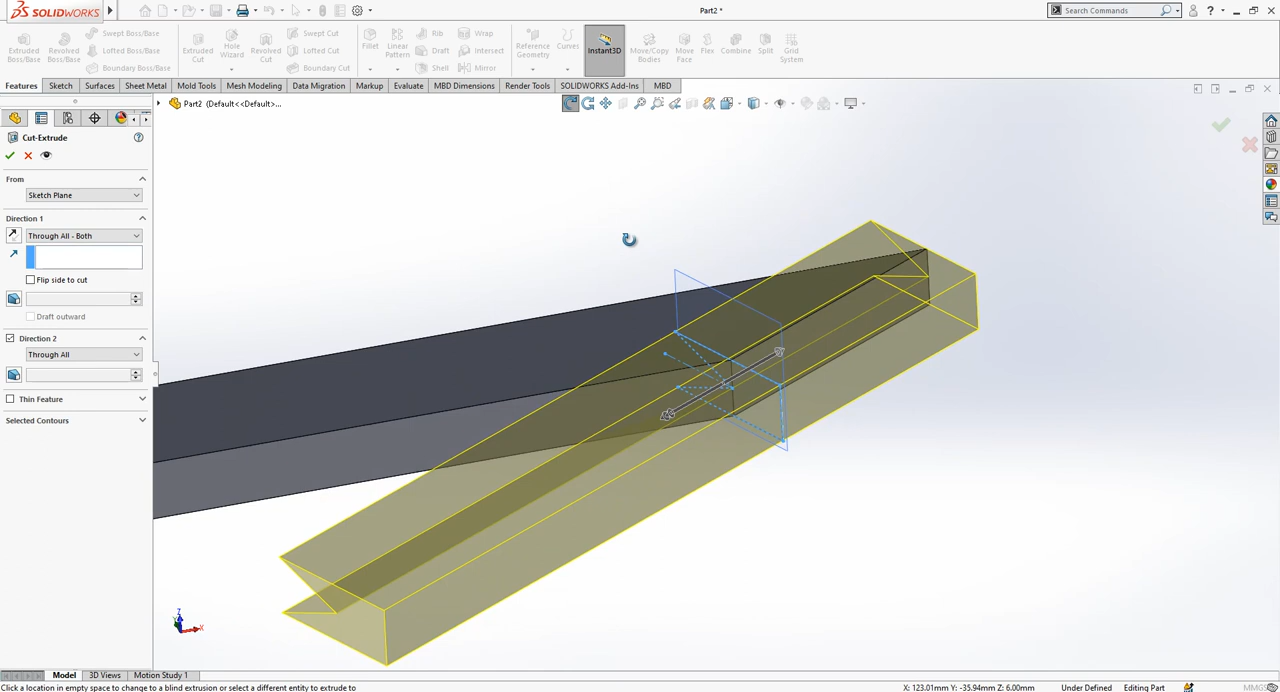 SOLIDWORKS
Part2 *
Search Commands
Extruded Boss/Base
Revolved Boss/Base
Swept Boss/Base
Lofted Boss/Base
Boundary Boss/Base
Extruded Cut
Hole Wizard
Revolved Cut
Swept Cut
Lofted Cut
Boundary Cut
Fillet
Linear Pattern
Rib
Draft
Shell
Wrap
Intersect
Mirror
Reference Geometry
Curves
Instant3D
Move/Copy Bodies
Move Face
Flex
Combine
Split
Grid System
Features Sketch Surfaces Sheet Metal Mold Tools Mesh Modeling Data Migration Markup Evaluate MBD Dimensions Render Tools SOLIDWORKS Add-Ins MBD
Part2 (Default<<Default>...
Cut-Extrude
From
Sketch Plane
Direction 1
Through All - Both
Flip side to cut
Draft outward
Direction 2
Through All
Thin Feature
Selected Contours
Z
X
Model 3D Views Motion Study 1
Click a location in empty space to change to a blind extrusion or select a different entity to extrude to
X: 123.01mm Y: -35.94mm Z: 6.00mm Under Defined Editing Part MMGS